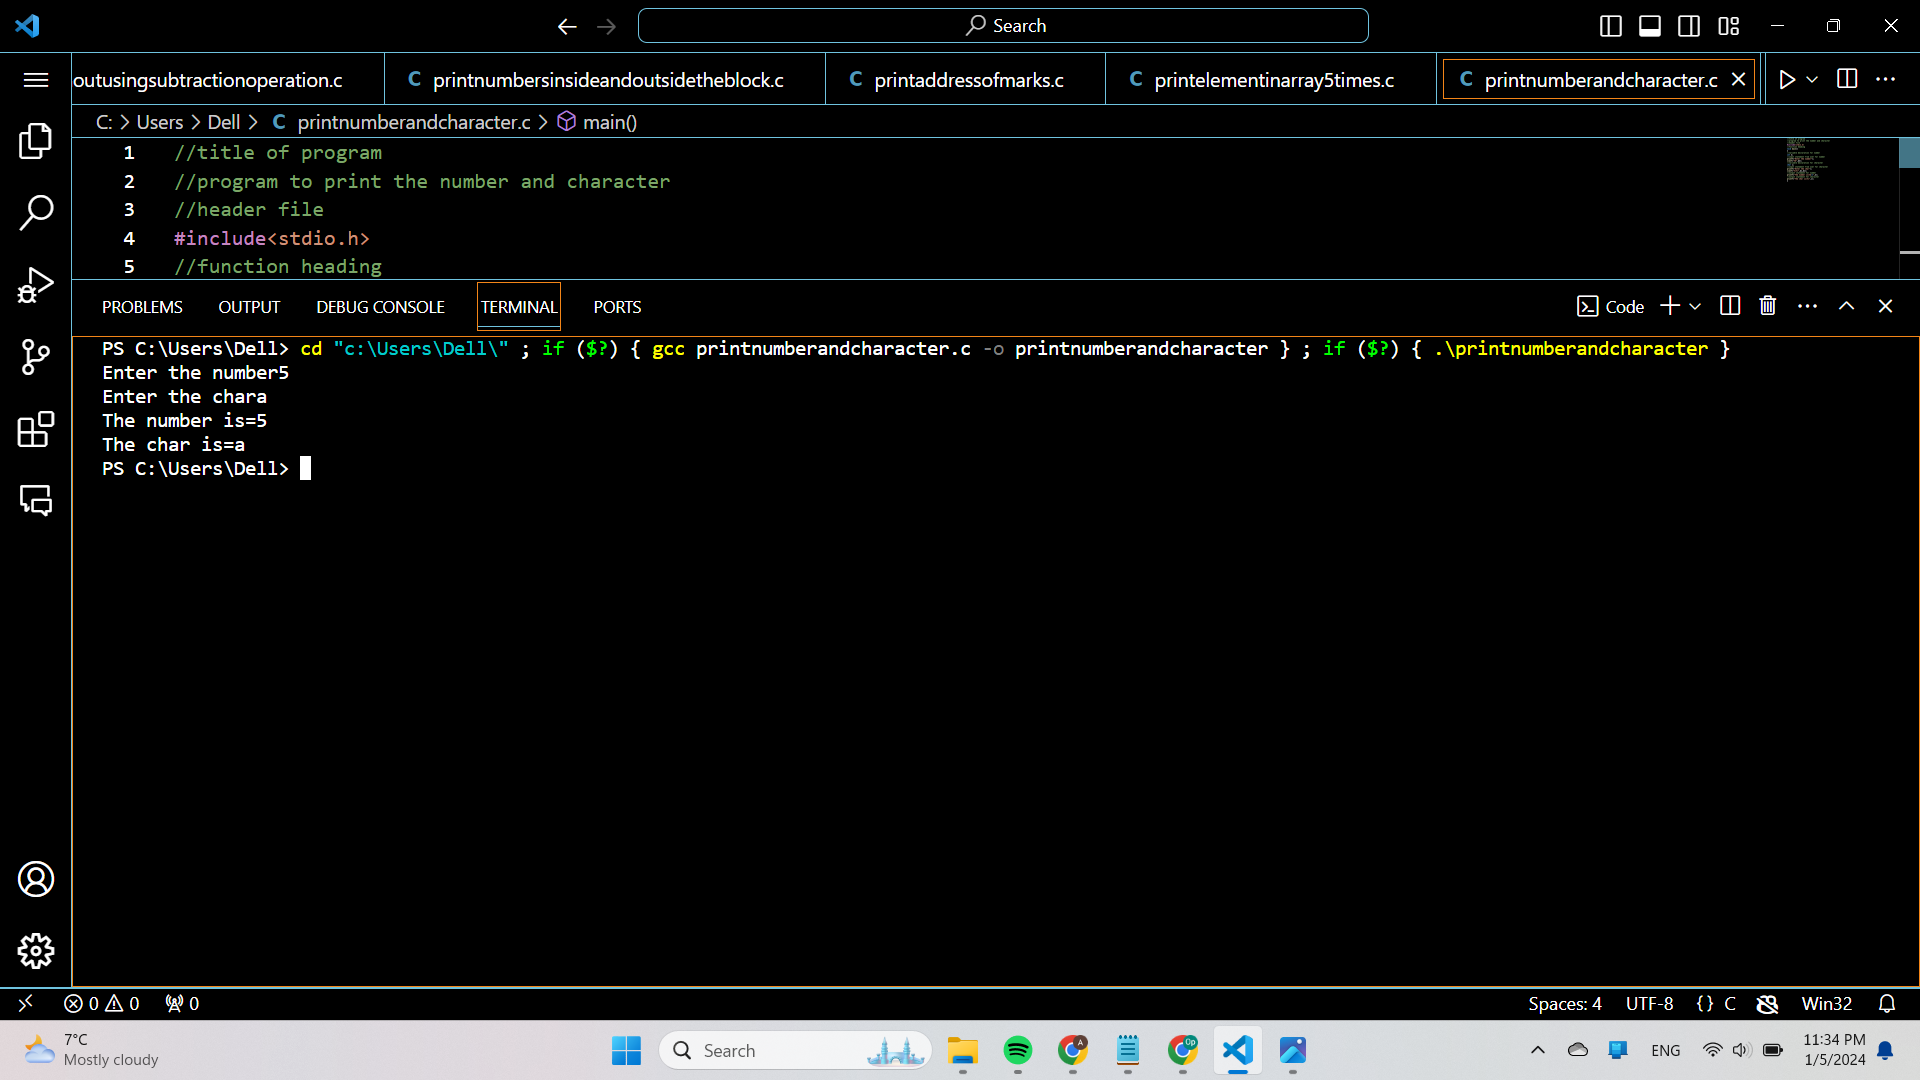 Search
outusingsubtractionoperation.c
C printnumbersinsideandoutsidetheblock.c
C printaddressofmarks.c
C printelementinarray5times.c
C printnumberandcharacter.c
C: > Users > Dell > C printnumberandcharacter.c > main()
1 //title of program
2 //program to print the number and character
3 //header file
4 #include<stdio.h>
5 //function heading
PROBLEMS OUTPUT DEBUG CONSOLE TERMINAL PORTS
Code
PS C:\Users\Dell> cd "c:\Users\Dell\" ; if ($?) { gcc printnumberandcharacter.c -o printnumberandcharacter } ; if ($?) { .\printnumberandcharacter }
Enter the number5
Enter the chara
The number is=5
The char is=a
PS C:\Users\Dell>
0 0 0
Spaces: 4 UTF-8 {} C Win32
7°C
Mostly cloudy
Search
A
Op
ENG
11:34 PM
1/5/2024